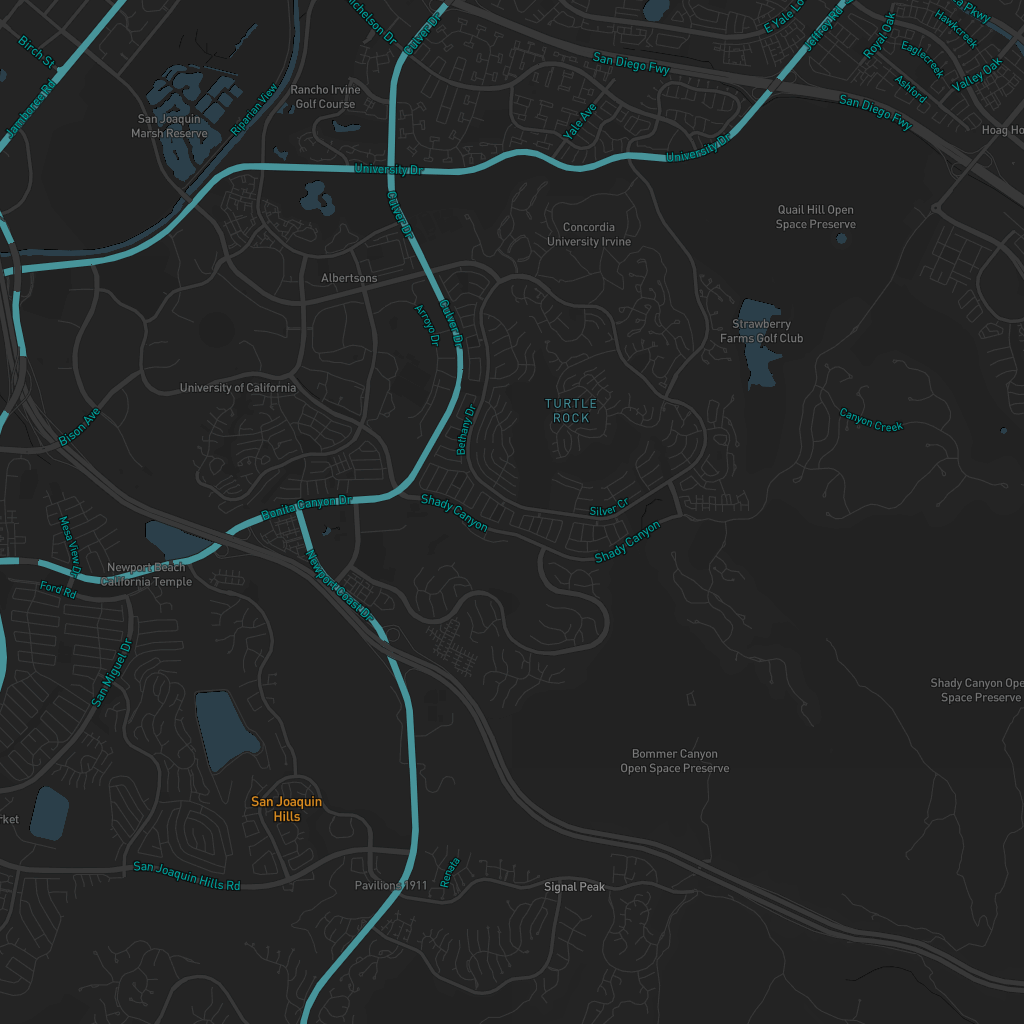 Michelson Dr
Culver Dr
E Yale Loop
Jeffrey Rd
Royal Oak
Pkwy
Hawkcreek
Eaglecreek
Valley Oak
Ashford
Birch St
Jamboree Rd
San Diego Fwy
San Diego Fwy
Rancho Irvine
Golf Course
Riparian View
San Joaquin
Marsh Reserve
Yale Ave
Hoag
University Dr
University Dr
Culver Dr
Quail Hill Open
Space Preserve
Concordia
University Irvine
Albertsons
Arroyo Dr
Culver Dr
Strawberry
Farms Golf Club
University of California
TURTLE
ROCK
Bison Ave
Bethany Dr
Canyon Creek
Bonita Canyon Dr
Shady Canyon
Silver Cr
Shady Canyon
Mesa View Dr
Newport Beach
California Temple
Ford Rd
Newport Coast Dr
San Miguel Dr
Shady Canyon Ope
Space Preserve
Bommer Canyon
Open Space Preserve
San Joaquin
Hills
rket
San Joaquin Hills Rd
Pavilions 1911
Renata
Signal Peak